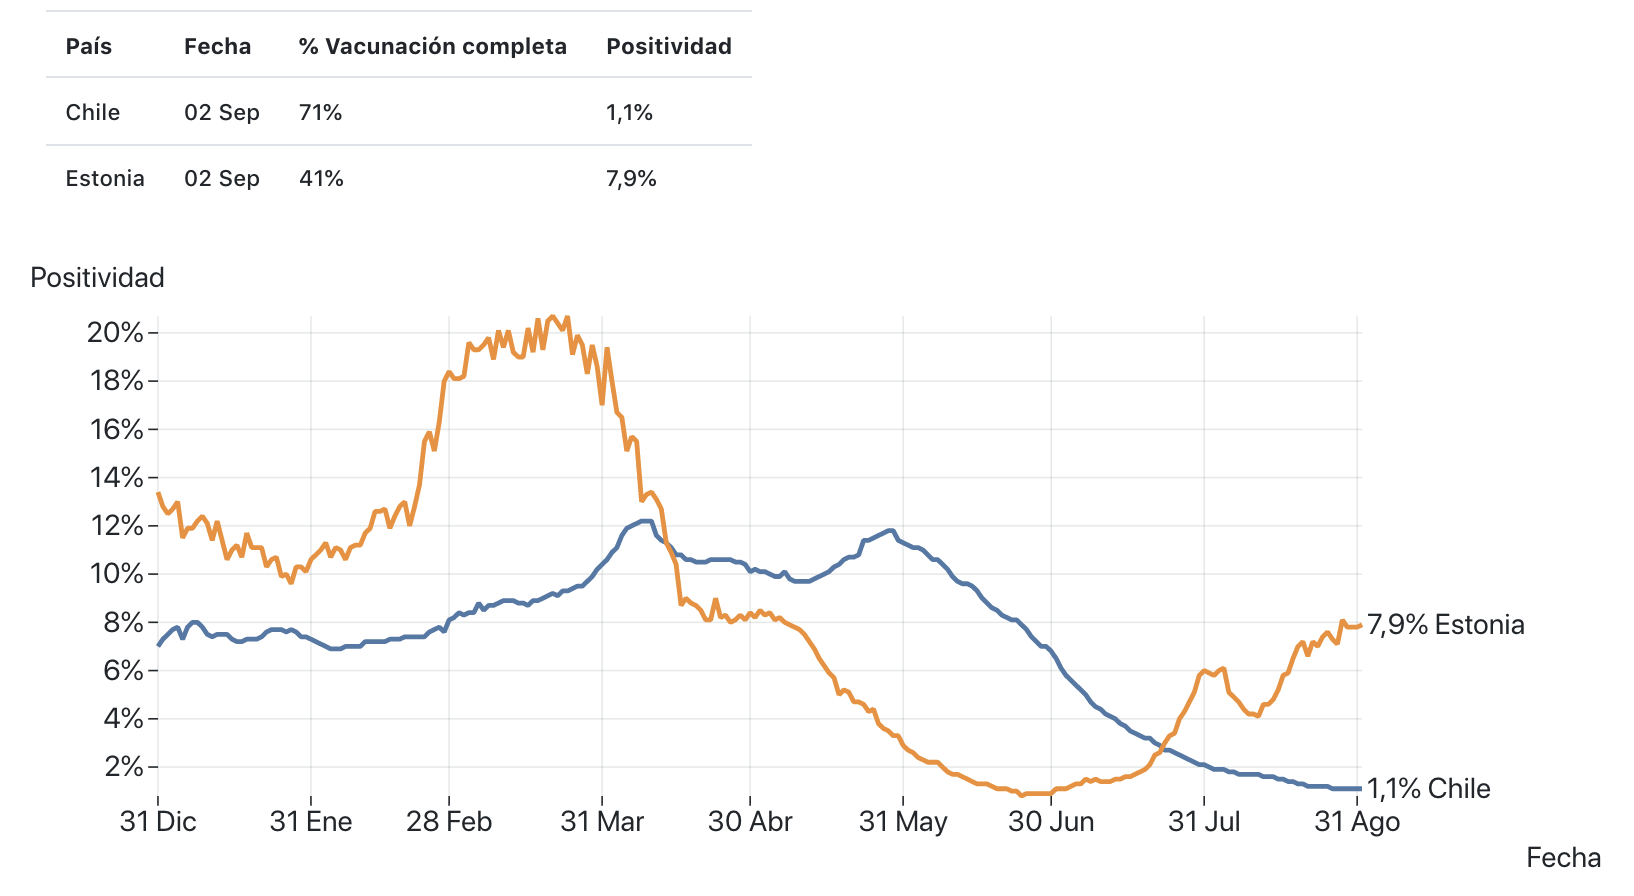 País Fecha % Vacunación completa Positividad
Chile 02 Sep 71% 1,1%
Estonia 02 Sep 41% 7,9%
Positividad
20%
18%
16%
14%
12%
10%
8%
7,9% Estonia
6%
4%
2%
1,1% Chile
31 Dic 31 Ene 28 Feb 31 Mar 30 Abr 31 May 30 Jun 31 Jul 31 Ago
Fecha